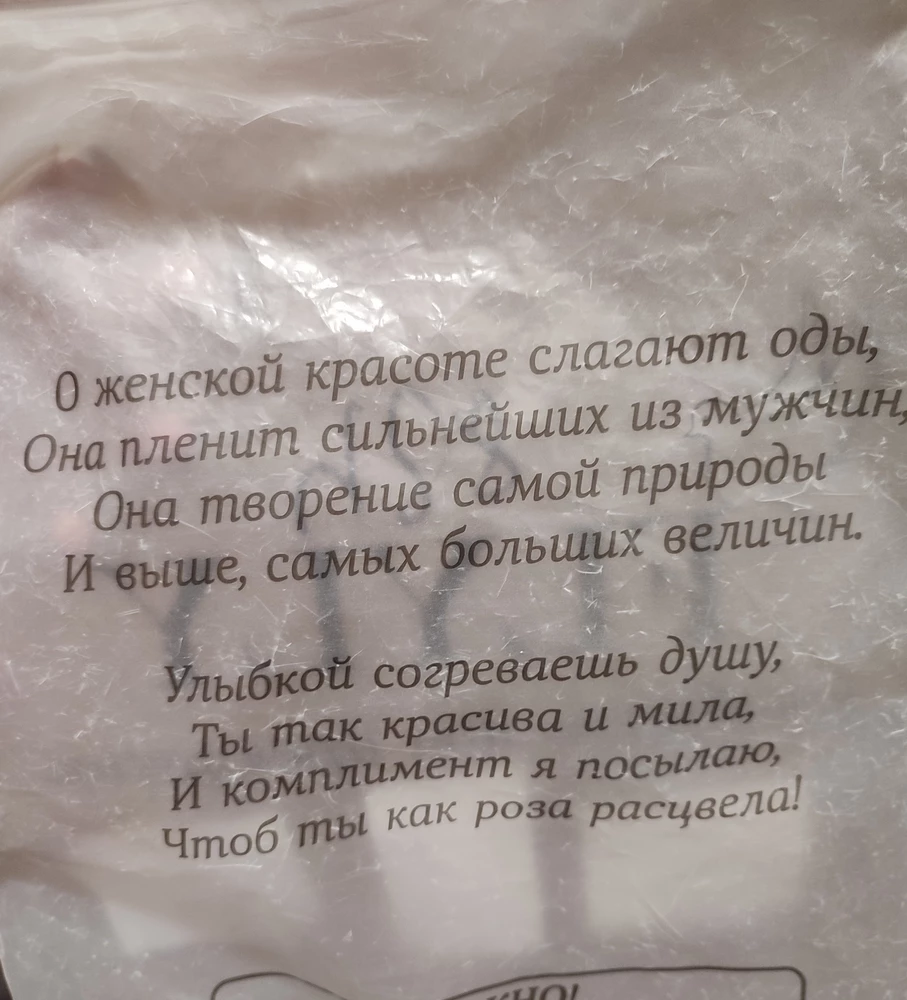 О женской красоте слагают оды,
Она пленит сильнейших из мужчин,
Она творение самой природы
И выше, самых больших величин.
Улыбкой согреваешь душу,
Ты так красива и мила,
И комплимент я посылаю,
Чтоб ты как роза расцвела!